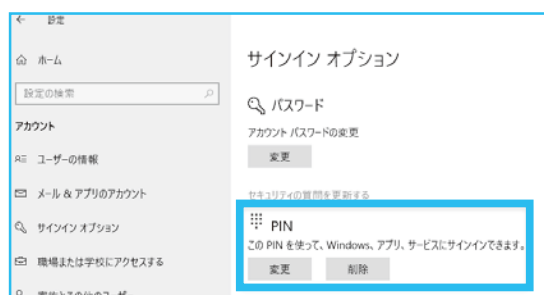 設定
ホーム
設定の検索
アカウント
ユーザーの情報
メール & アプリのアカウント
サインイン オプション
職場または学校にアクセスする
サインイン オプション
パスワード
アカウント パスワードの変更
変更
セキュリティの質問を更新する
PIN
この PIN を使って、Windows、アプリ、サービスにサインインできます。
変更 削除